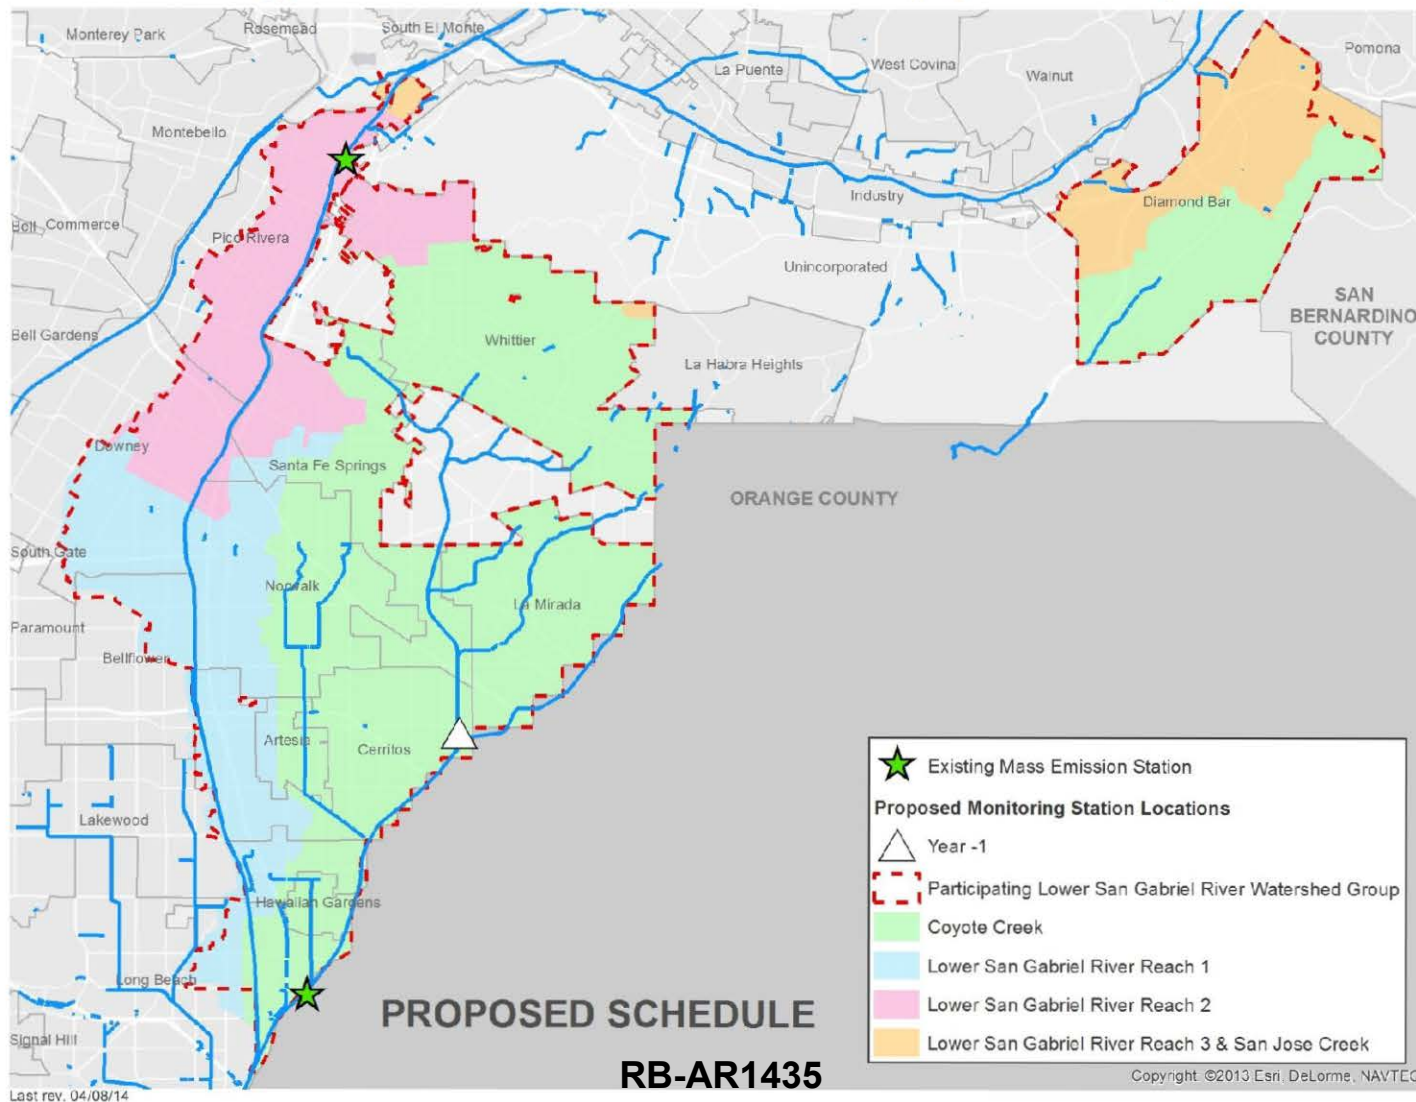 Monterey Park
Rosemead
South El Monte
La Puente
West Covina
Walnut
Pomona
Montebello
Commerce
Pico Rivera
Industry
Diamond Bar
Unincorporated
SAN
BERNARDINO
COUNTY
Bell Gardens
Whittier
La Habra Heights
Downey
Santa Fe Springs
ORANGE COUNTY
South Gate
Norwalk
La Mirada
Paramount
Bellflower
Artesia
Cerritos
Lakewood
Hawaiian Gardens
Long Beach
Signal Hill
Existing Mass Emission Station
Proposed Monitoring Station Locations
Year -1
Participating Lower San Gabriel River Watershed Group
Coyote Creek
Lower San Gabriel River Reach 1
Lower San Gabriel River Reach 2
Lower San Gabriel River Reach 3 & San Jose Creek
PROPOSED SCHEDULE
RB-AR1435
Copyright ©2013 Esri, DeLorme, NAVTEQ
Last rev. 04/08/14